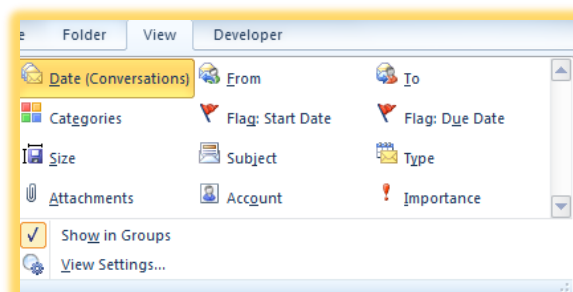 Folder View Developer
Date (Conversations) From To
Categories Flag: Start Date Flag: Due Date
Size Subject Type
Attachments Account Importance
Show in Groups
View Settings...